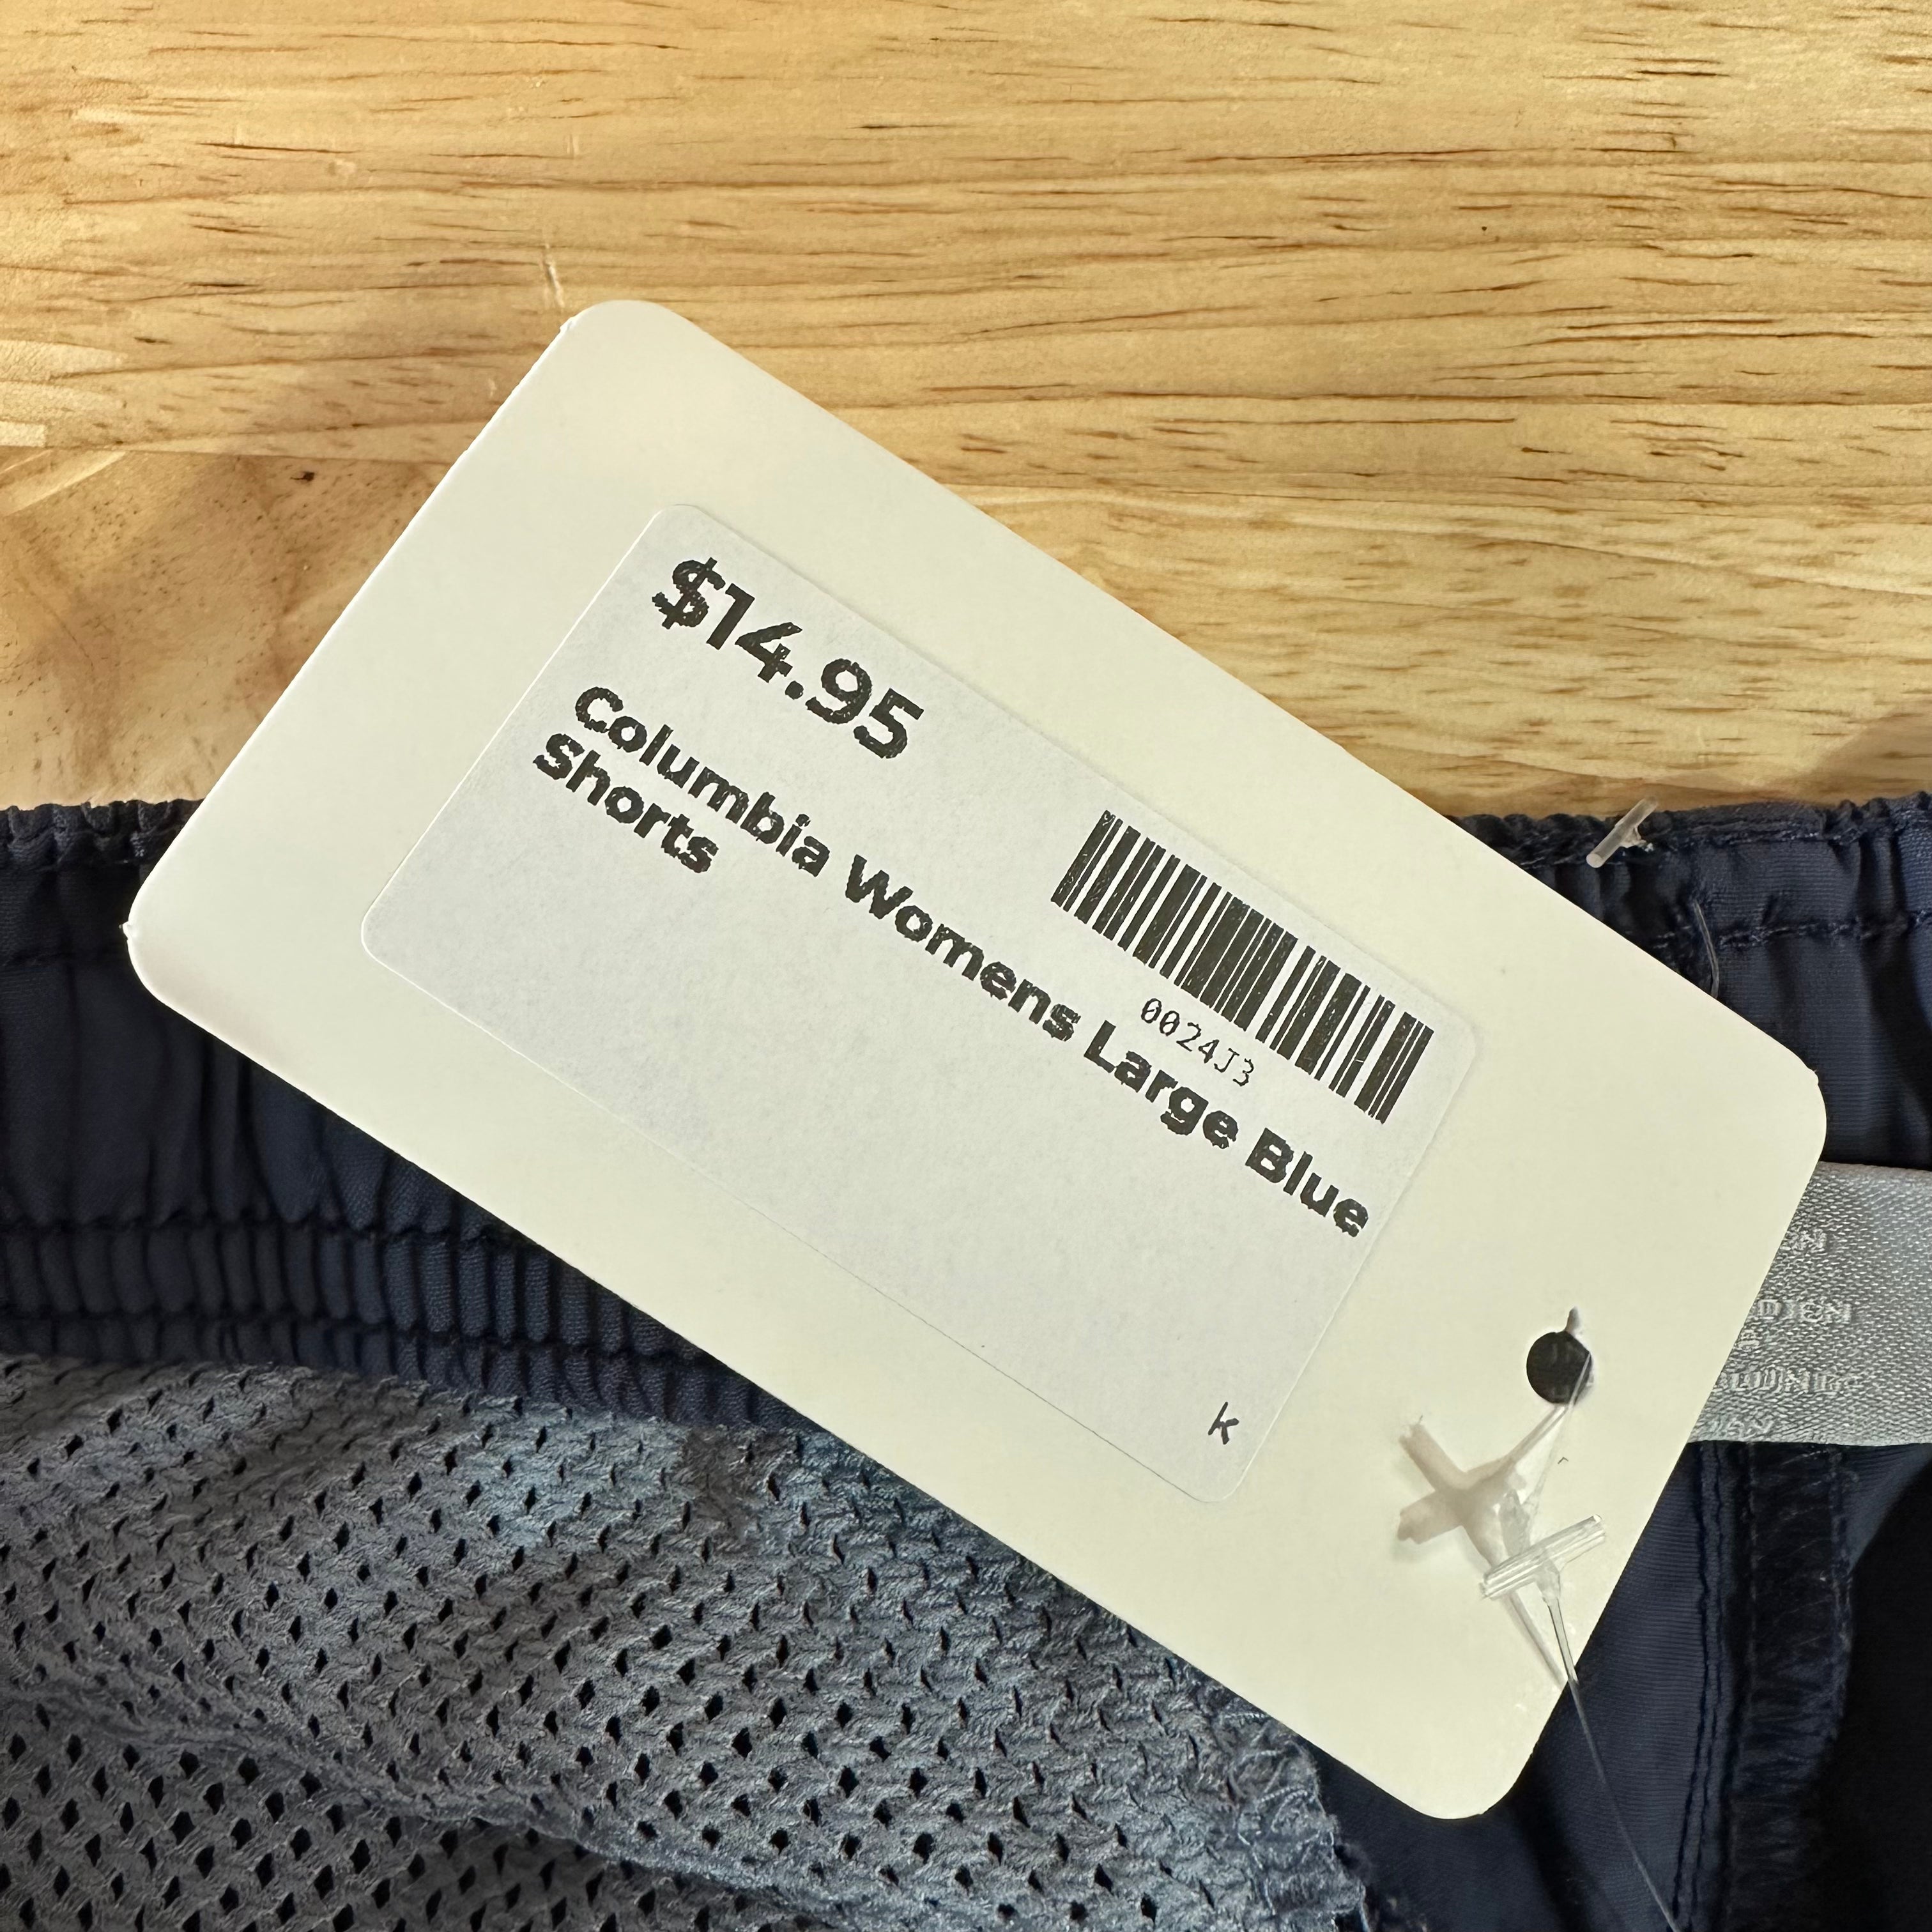 $14.95
0024J3
Columbia Womens Large Blue
Shorts
k